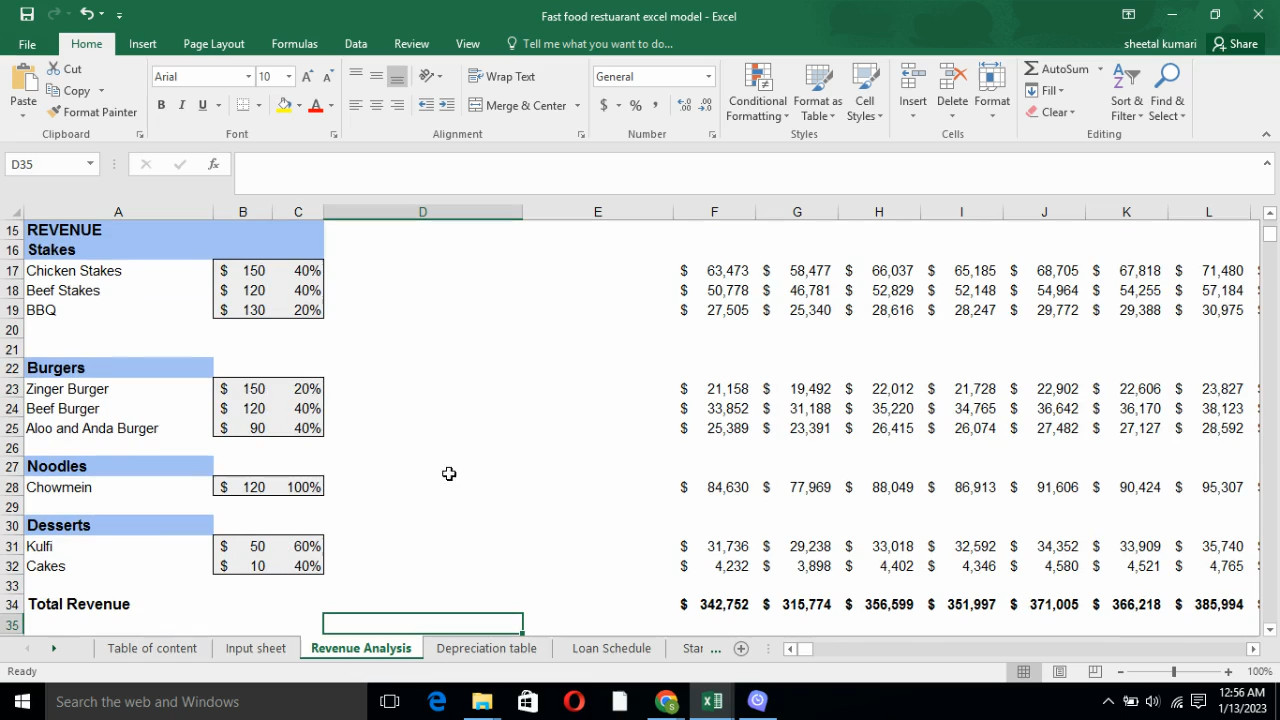 Fast food restuarant excel model - Excel
File Home Insert Page Layout Formulas Data Review View Tell me what you want to do... sheetal kumari Share
Paste Cut Copy Format Painter Clipboard
Arial 10 B I U A Font
Wrap Text Merge & Center Alignment
General $ % , Number
Conditional Formatting Format as Table Cell Styles Styles
Insert Delete Format Cells
AutoSum Fill Clear Sort & Filter Find & Select Editing
D35 fx
A B C D E F G H I J K L
15 REVENUE
16 Stakes
17 Chicken Stakes $ 150 40% $ 63,473 $ 58,477 $ 66,037 $ 65,185 $ 68,705 $ 67,818 $ 71,480 $
18 Beef Stakes $ 120 40% $ 50,778 $ 46,781 $ 52,829 $ 52,148 $ 54,964 $ 54,255 $ 57,184 $
19 BBQ $ 130 20% $ 27,505 $ 25,340 $ 28,616 $ 28,247 $ 29,772 $ 29,388 $ 30,975 $
20
21
22 Burgers
23 Zinger Burger $ 150 20% $ 21,158 $ 19,492 $ 22,012 $ 21,728 $ 22,902 $ 22,606 $ 23,827 $
24 Beef Burger $ 120 40% $ 33,852 $ 31,188 $ 35,220 $ 34,765 $ 36,642 $ 36,170 $ 38,123 $
25 Aloo and Anda Burger $ 90 40% $ 25,389 $ 23,391 $ 26,415 $ 26,074 $ 27,482 $ 27,127 $ 28,592 $
26
27 Noodles
28 Chowmein $ 120 100% $ 84,630 $ 77,969 $ 88,049 $ 86,913 $ 91,606 $ 90,424 $ 95,307 $
29
30 Desserts
31 Kulfi $ 50 60% $ 31,736 $ 29,238 $ 33,018 $ 32,592 $ 34,352 $ 33,909 $ 35,740 $
32 Cakes $ 10 40% $ 4,232 $ 3,898 $ 4,402 $ 4,346 $ 4,580 $ 4,521 $ 4,765 $
33
34 Total Revenue $ 342,752 $ 315,774 $ 356,599 $ 351,997 $ 371,005 $ 366,218 $ 385,994 $
35
Table of content Input sheet Revenue Analysis Depreciation table Loan Schedule Star ...
Ready 100%
Search the web and Windows
12:56 AM
1/13/2023